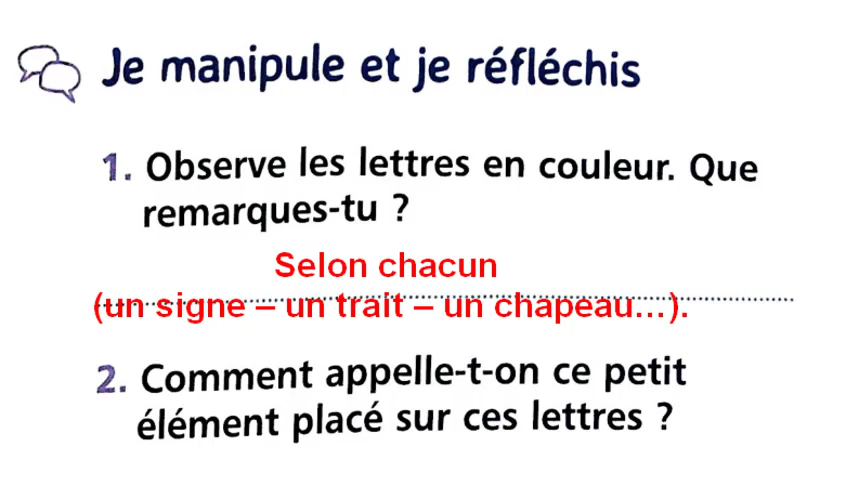 Je manipule et je réfléchis
1. Observe les lettres en couleur. Que
remarques-tu ?
Selon chacun
(un signe – un trait – un chapeau...).
2. Comment appelle-t-on ce petit
élément placé sur ces lettres ?